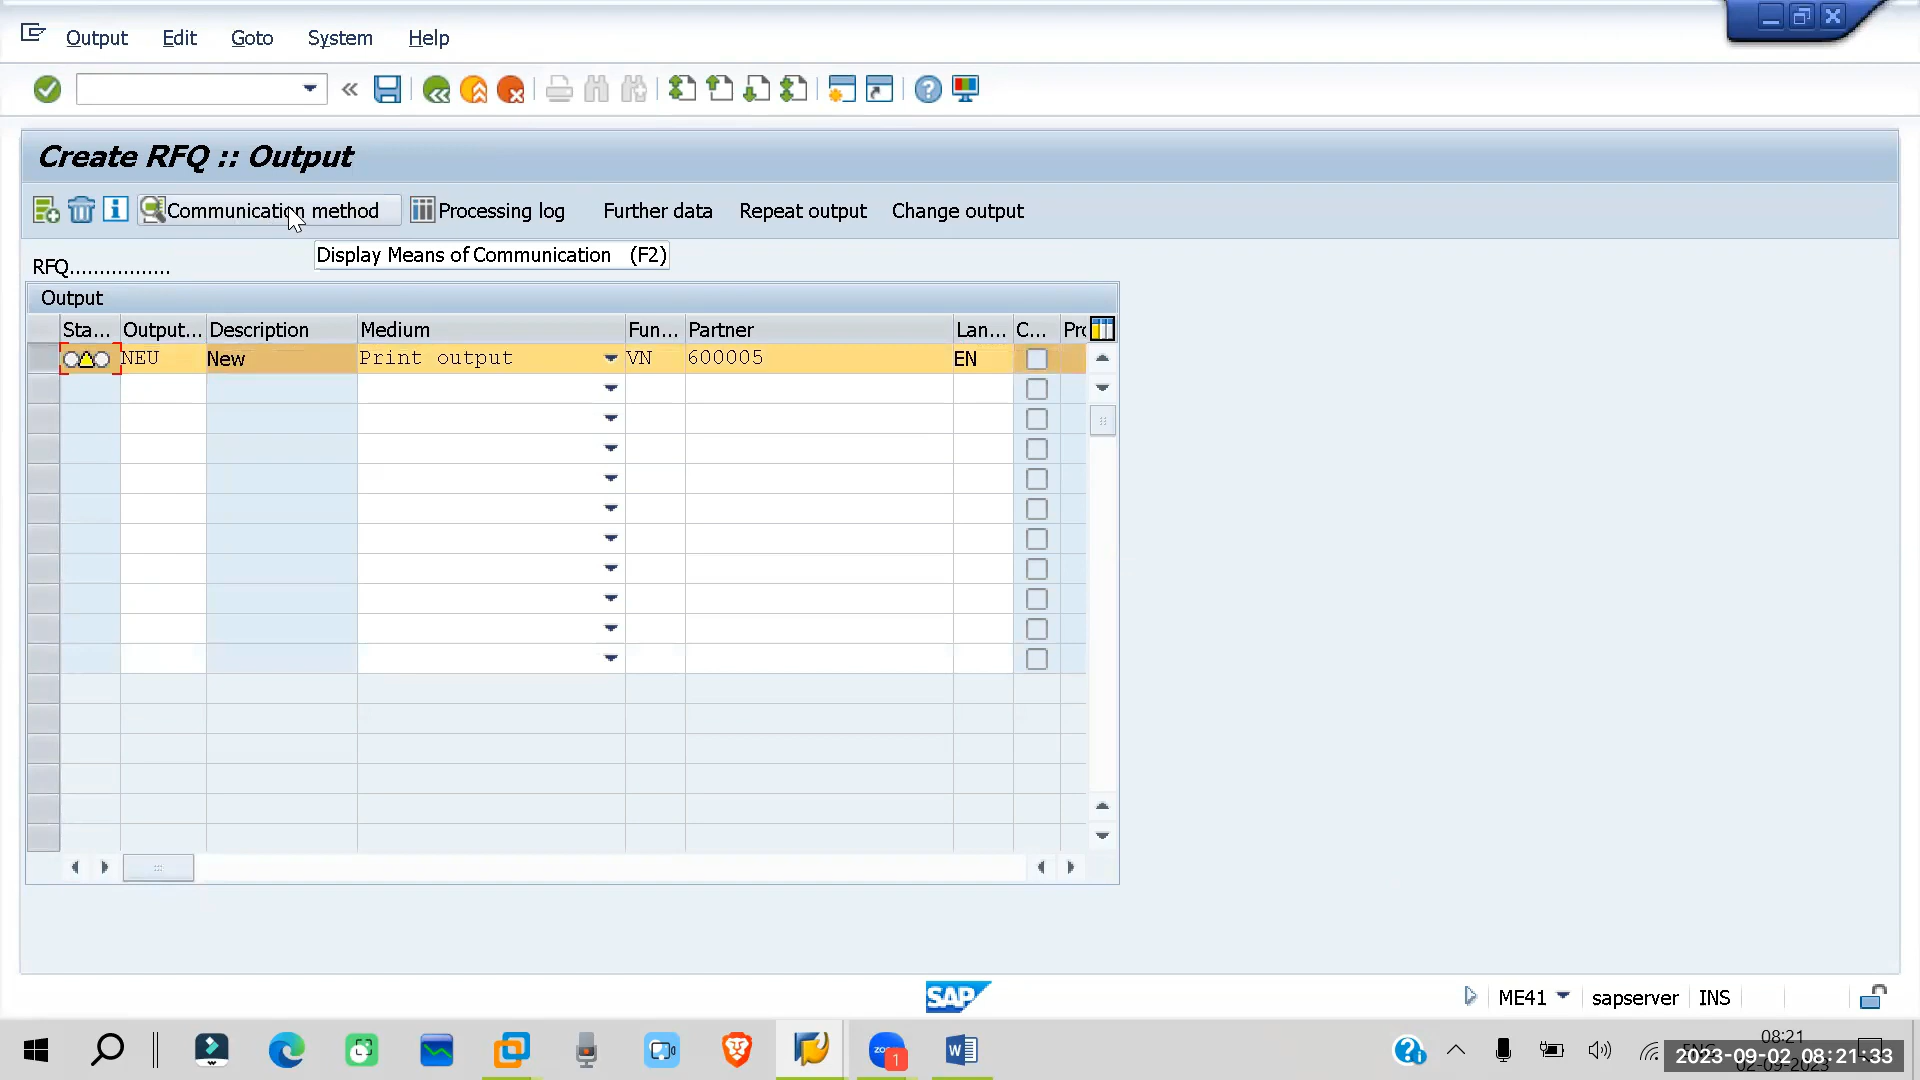 Output Edit Goto System Help
Create RFQ :: Output
Communication method Processing log Further data Repeat output Change output
Display Means of Communication (F2)
RFQ.................
Output
Sta... Output... Description Medium Fun... Partner Lan... C... Pro
NEU New Print output VN 600005 EN
SAP ME41 sapserver INS
1
08:21
2023-09-02 08:21:33